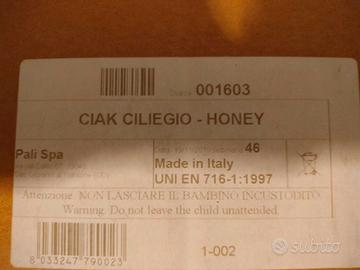 001603
CIAK CILIEGIO - HONEY
Pali Spa
46
Made in Italy
UNI EN 716-1:1997
Attenzione. NON LASCIARE IL BAMBINO INCUSTODITO
Warning. Do not leave the child unattended.
8 033247 790023
1-002
subito